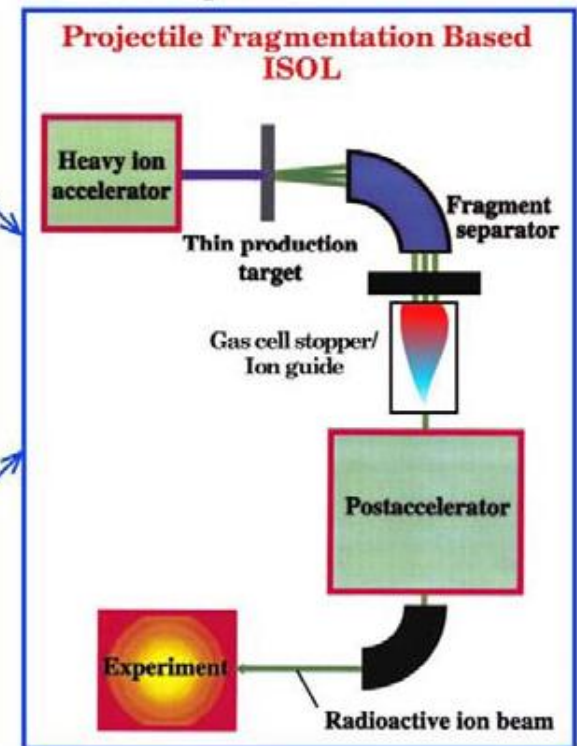 Projectile Fragmentation Based
ISOL
Heavy ion
accelerator
Thin production
target
Fragment
separator
Gas cell stopper/
Ion guide
Postaccelerator
Experiment
Radioactive ion beam